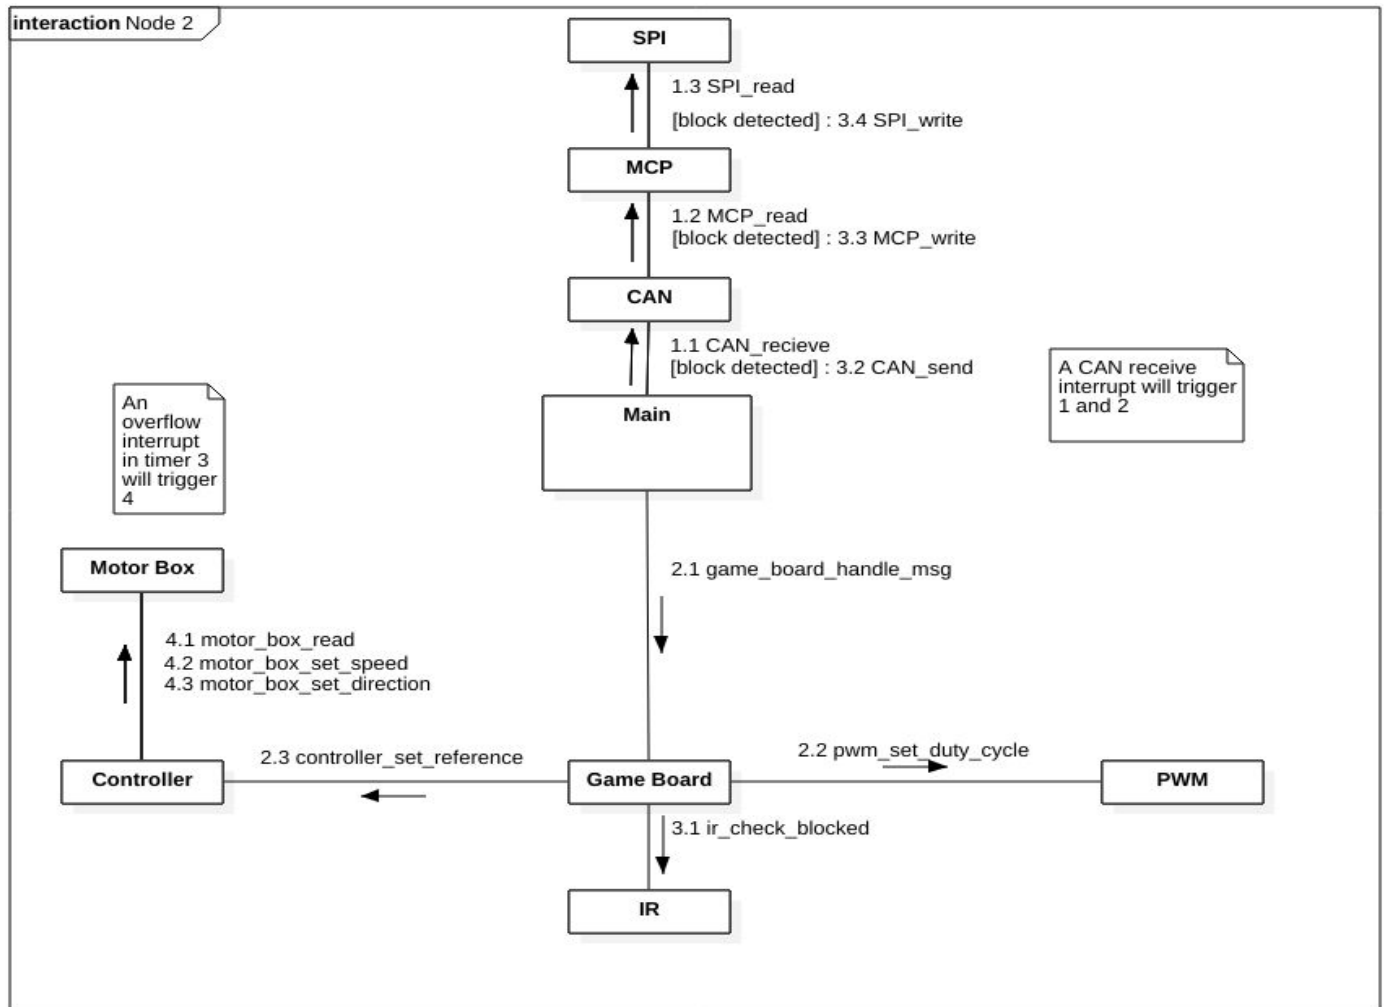 interaction Node 2
SPI
1.3 SPI_read
[block detected] : 3.4 SPI_write
MCP
1.2 MCP_read
[block detected] : 3.3 MCP_write
CAN
1.1 CAN_recieve
[block detected] : 3.2 CAN_send
A CAN receive
interrupt will trigger
1 and 2
An
overflow
interrupt
in timer 3
will trigger
4
Main
Motor Box
2.1 game_board_handle_msg
4.1 motor_box_read
4.2 motor_box_set_speed
4.3 motor_box_set_direction
2.3 controller_set_reference
2.2 pwm_set_duty_cycle
Controller
Game Board
PWM
3.1 ir_check_blocked
IR